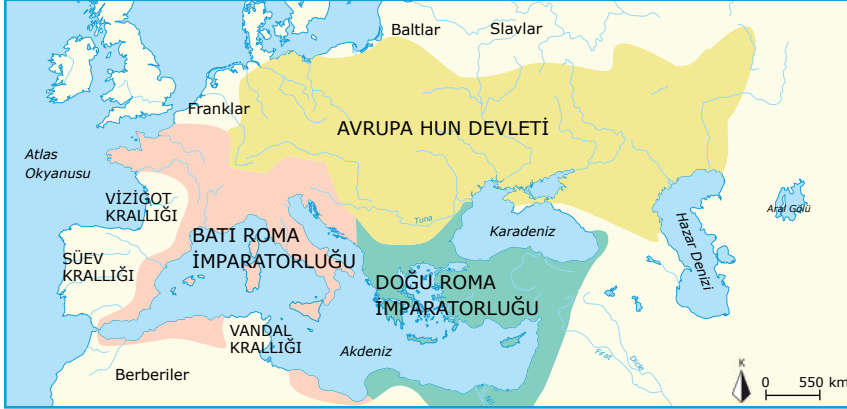 Baltlar
Slavlar
Franklar
AVRUPA HUN DEVLETİ
Atlas
Okyanusu
VİZİGOT
KRALLIĞI
Tuna
Aral Gölü
Karadeniz
Hazar Denizi
BATI ROMA
İMPARATORLUĞU
SÜEV
KRALLIĞI
DOĞU ROMA
İMPARATORLUĞU
VANDAL
KRALLIĞI
Akdeniz
Fırat
Dicle
Berberiler
Nil
K
0 550 km